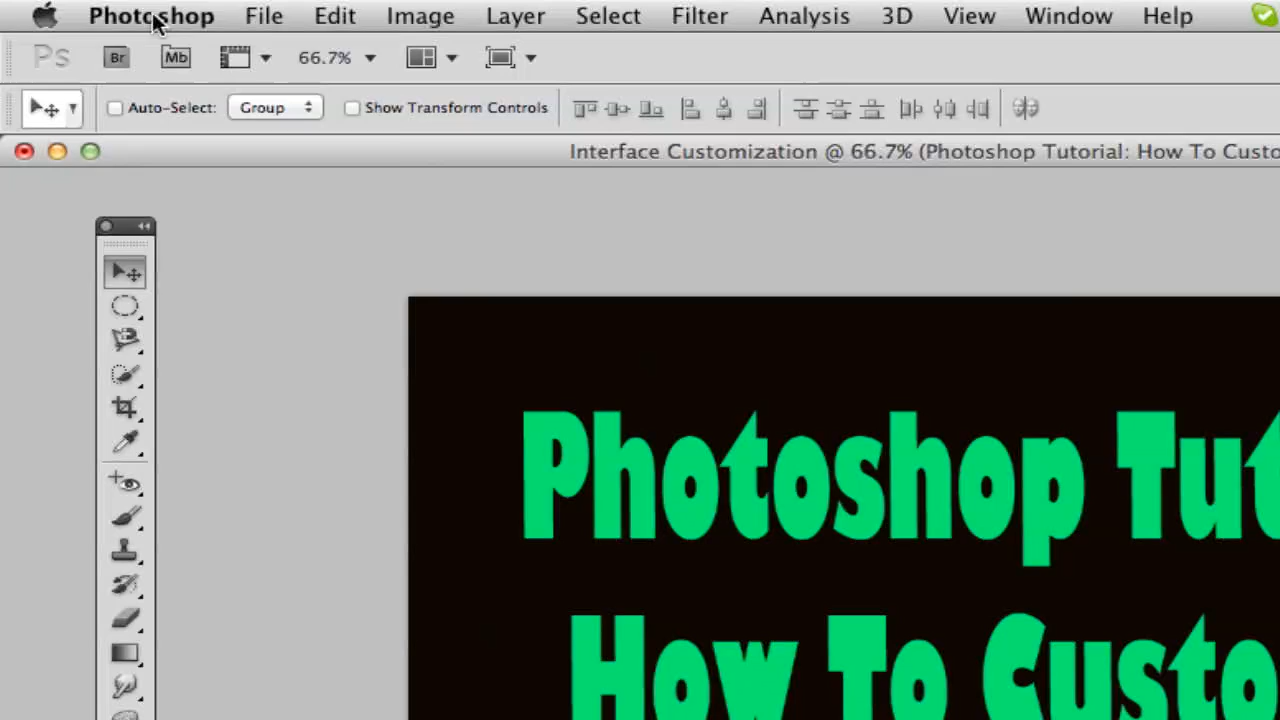 Photoshop File Edit Image Layer Select Filter Analysis 3D View Window Help
Ps Br Mb 66.7%
Auto-Select: Group Show Transform Controls
Interface Customization @ 66.7% (Photoshop Tutorial: How To Custo
Photoshop Tut
How To Custo